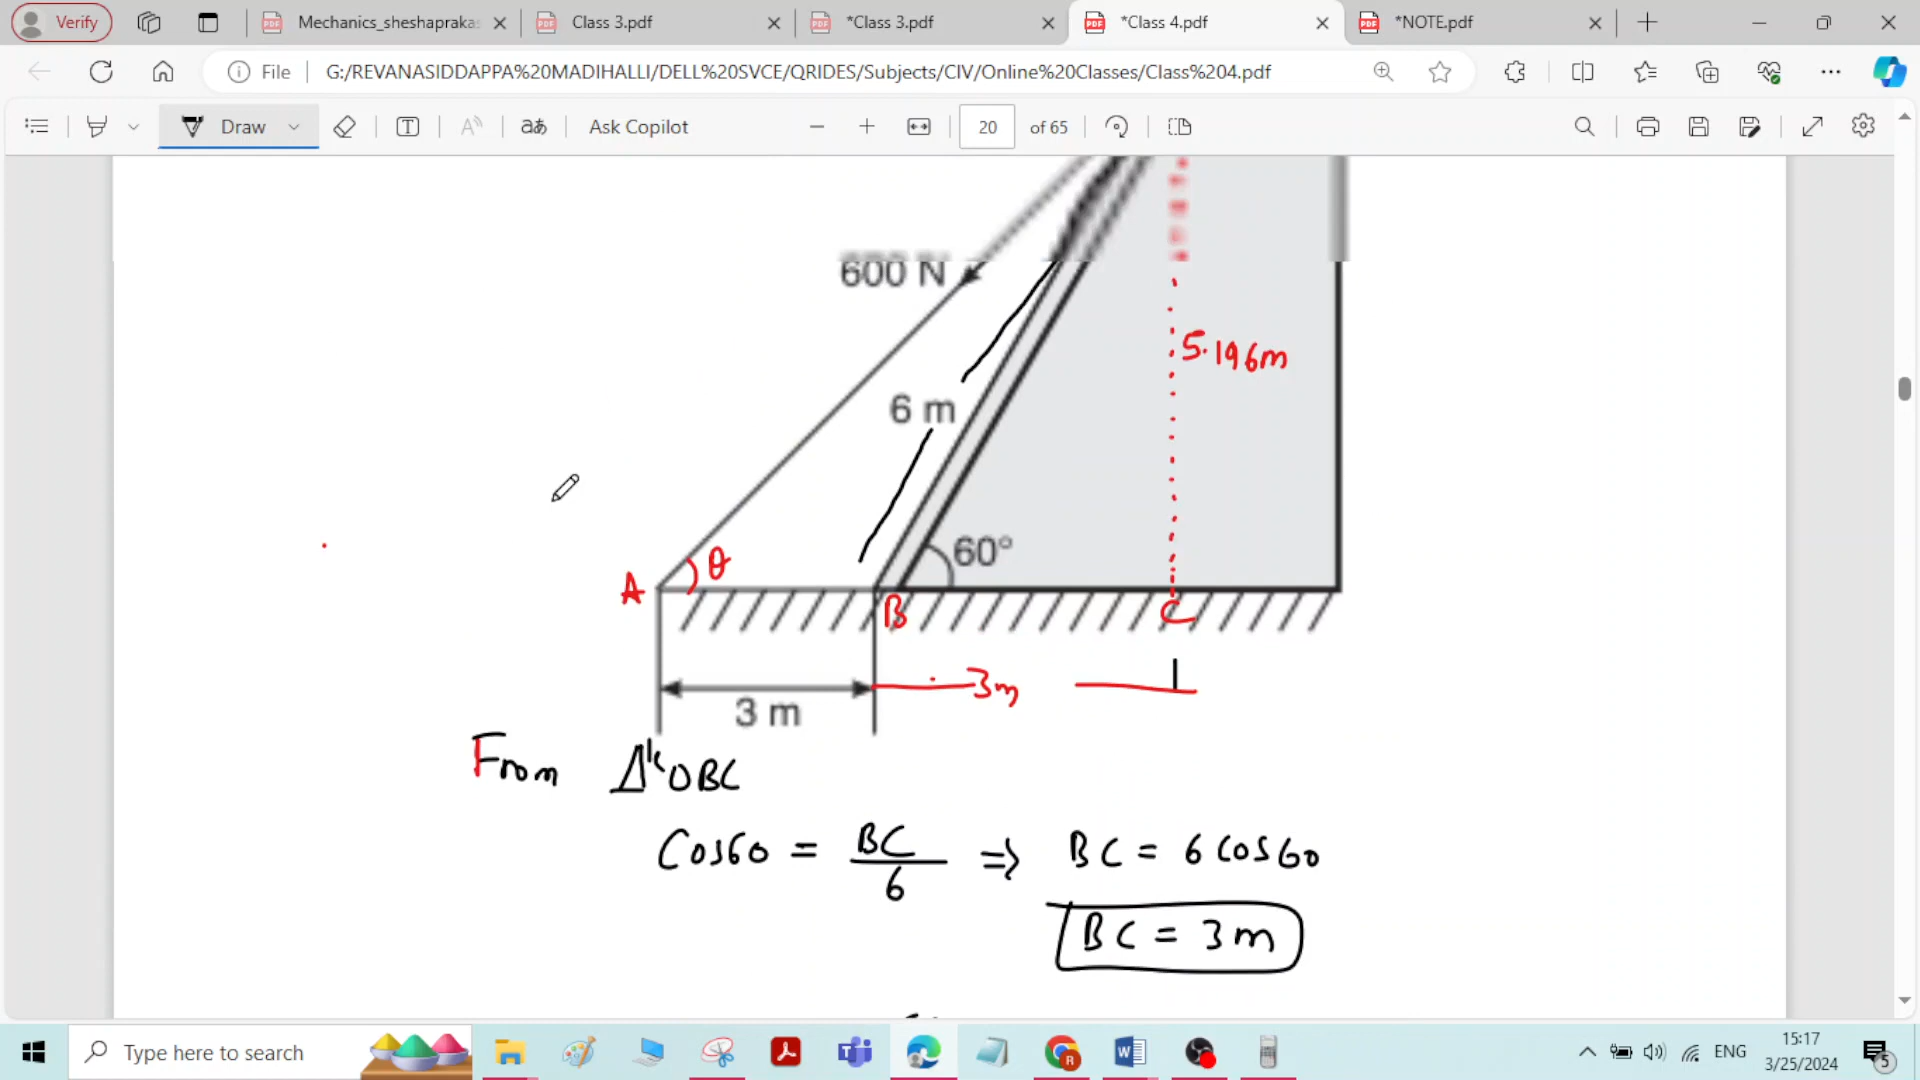 Verify
Mechanics_sheshapraka
Class 3.pdf
*Class 3.pdf
*Class 4.pdf
*NOTE.pdf
File
G:/REVANASIDDAPPA%20MADIHALLI/DELL%20SVCE/QRIDES/Subjects/CIV/Online%20Classes/Class%204.pdf
Draw
Ask Copilot
20
of 65
600 N
5.196m
6 m
60°
A
θ
B
C
3m
3 m
From Δˡᵉ OBC
Cos60 = BC/6 ⇒ BC = 6 cos60
BC = 3m
Type here to search
ENG
15:17
3/25/2024
5